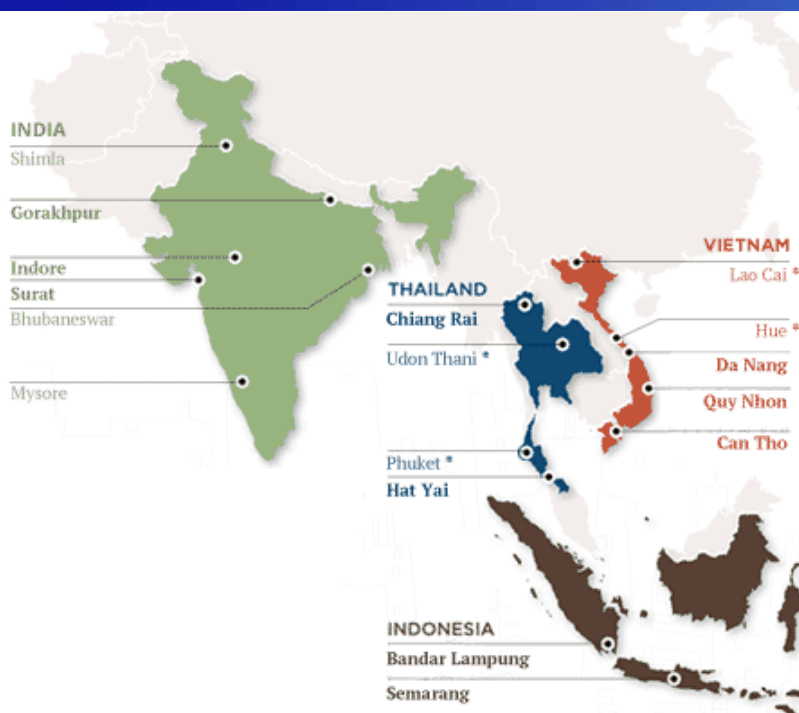 INDIA
Shimla
Gorakhpur
Indore
Surat
Bhubaneswar
Mysore
THAILAND
Chiang Rai
Udon Thani *
Phuket *
Hat Yai
VIETNAM
Lao Cai *
Hue *
Da Nang
Quy Nhon
Can Tho
INDONESIA
Bandar Lampung
Semarang